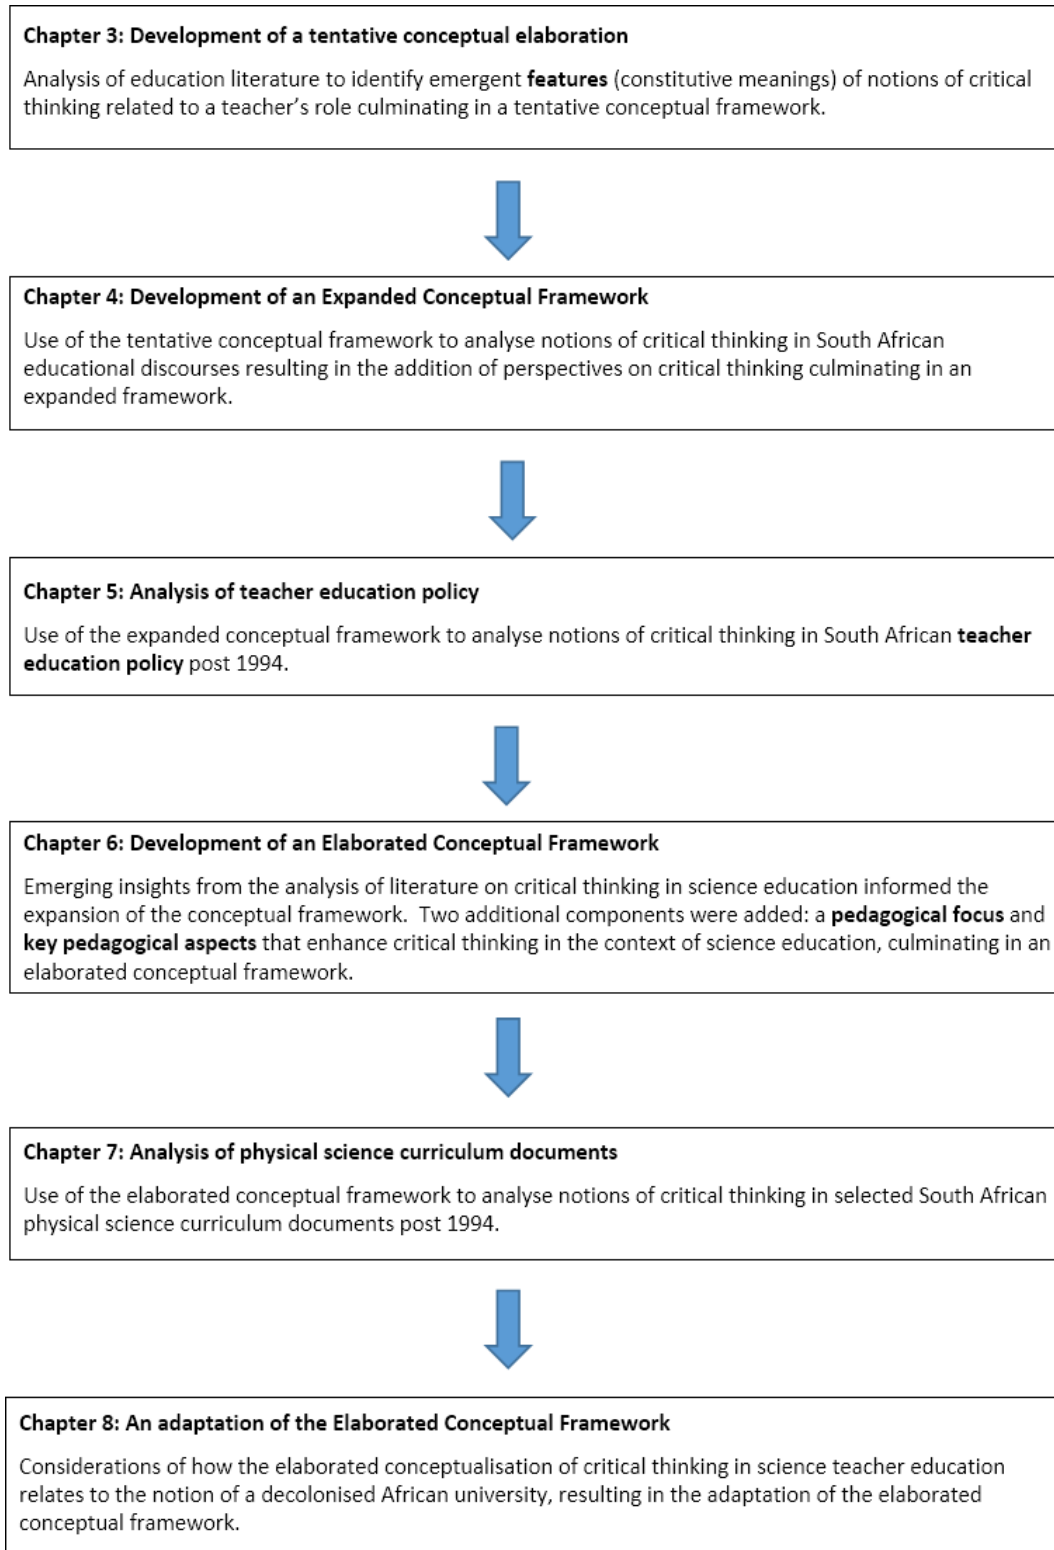 Chapter 3: Development of a tentative conceptual elaboration
Analysis of education literature to identify emergent features (constitutive meanings) of notions of critical
thinking related to a teacher's role culminating in a tentative conceptual framework.
Chapter 4: Development of an Expanded Conceptual Framework
Use of the tentative conceptual framework to analyse notions of critical thinking in South African
educational discourses resulting in the addition of perspectives on critical thinking culminating in an
expanded framework.
Chapter 5: Analysis of teacher education policy
Use of the expanded conceptual framework to analyse notions of critical thinking in South African teacher
education policy post 1994.
Chapter 6: Development of an Elaborated Conceptual Framework
Emerging insights from the analysis of literature on critical thinking in science education informed the
expansion of the conceptual framework. Two additional components were added: a pedagogical focus and
key pedagogical aspects that enhance critical thinking in the context of science education, culminating in an
elaborated conceptual framework.
Chapter 7: Analysis of physical science curriculum documents
Use of the elaborated conceptual framework to analyse notions of critical thinking in selected South African
physical science curriculum documents post 1994.
Chapter 8: An adaptation of the Elaborated Conceptual Framework
Considerations of how the elaborated conceptualisation of critical thinking in science teacher education
relates to the notion of a decolonised African university, resulting in the adaptation of the elaborated
conceptual framework.